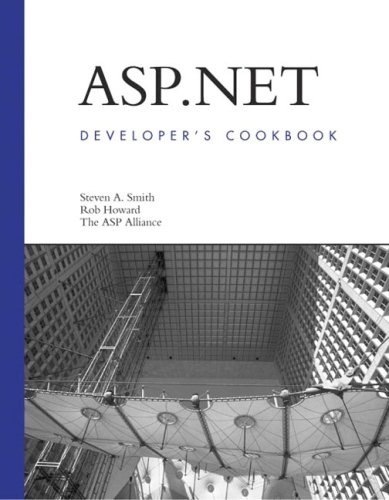 ASP.NET
DEVELOPER'S COOKBOOK
Steven A. Smith
Rob Howard
The ASP Alliance